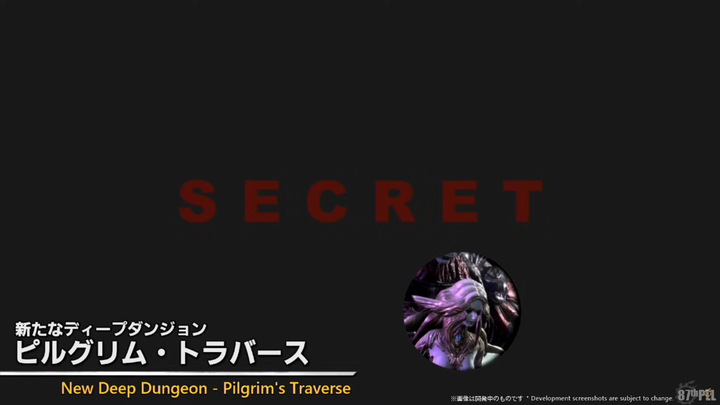 SECRET
新たなディープダンジョン
ピルグリム・トラバース
New Deep Dungeon - Pilgrim's Traverse
※画像は開発中のものです * Development screenshots are subject to change.
87th PLL